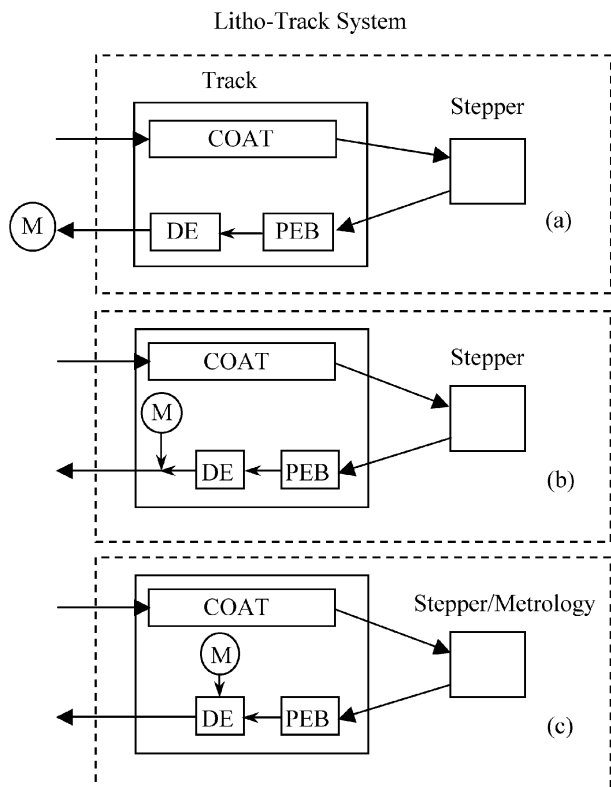 Litho-Track System
Track
Stepper
COAT
M
DE
PEB
(a)
Stepper
COAT
M
DE
PEB
(b)
Stepper/Metrology
COAT
M
DE
PEB
(c)